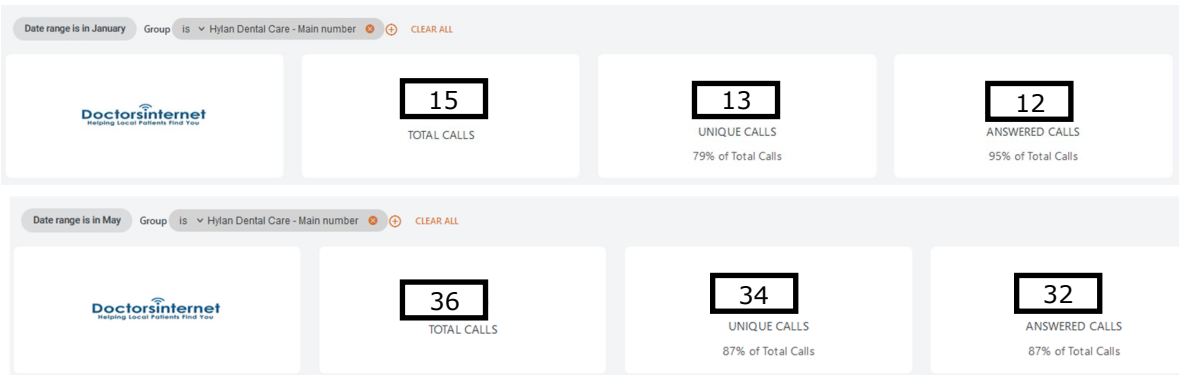 Date range is in January Group is Hylan Dental Care - Main number CLEAR ALL
Doctorsinternet
Helping Local Patients Find You
15
TOTAL CALLS
13
UNIQUE CALLS
79% of Total Calls
12
ANSWERED CALLS
95% of Total Calls
Date range is in May Group is Hylan Dental Care - Main number CLEAR ALL
Doctorsinternet
Helping Local Patients Find You
36
TOTAL CALLS
34
UNIQUE CALLS
87% of Total Calls
32
ANSWERED CALLS
87% of Total Calls